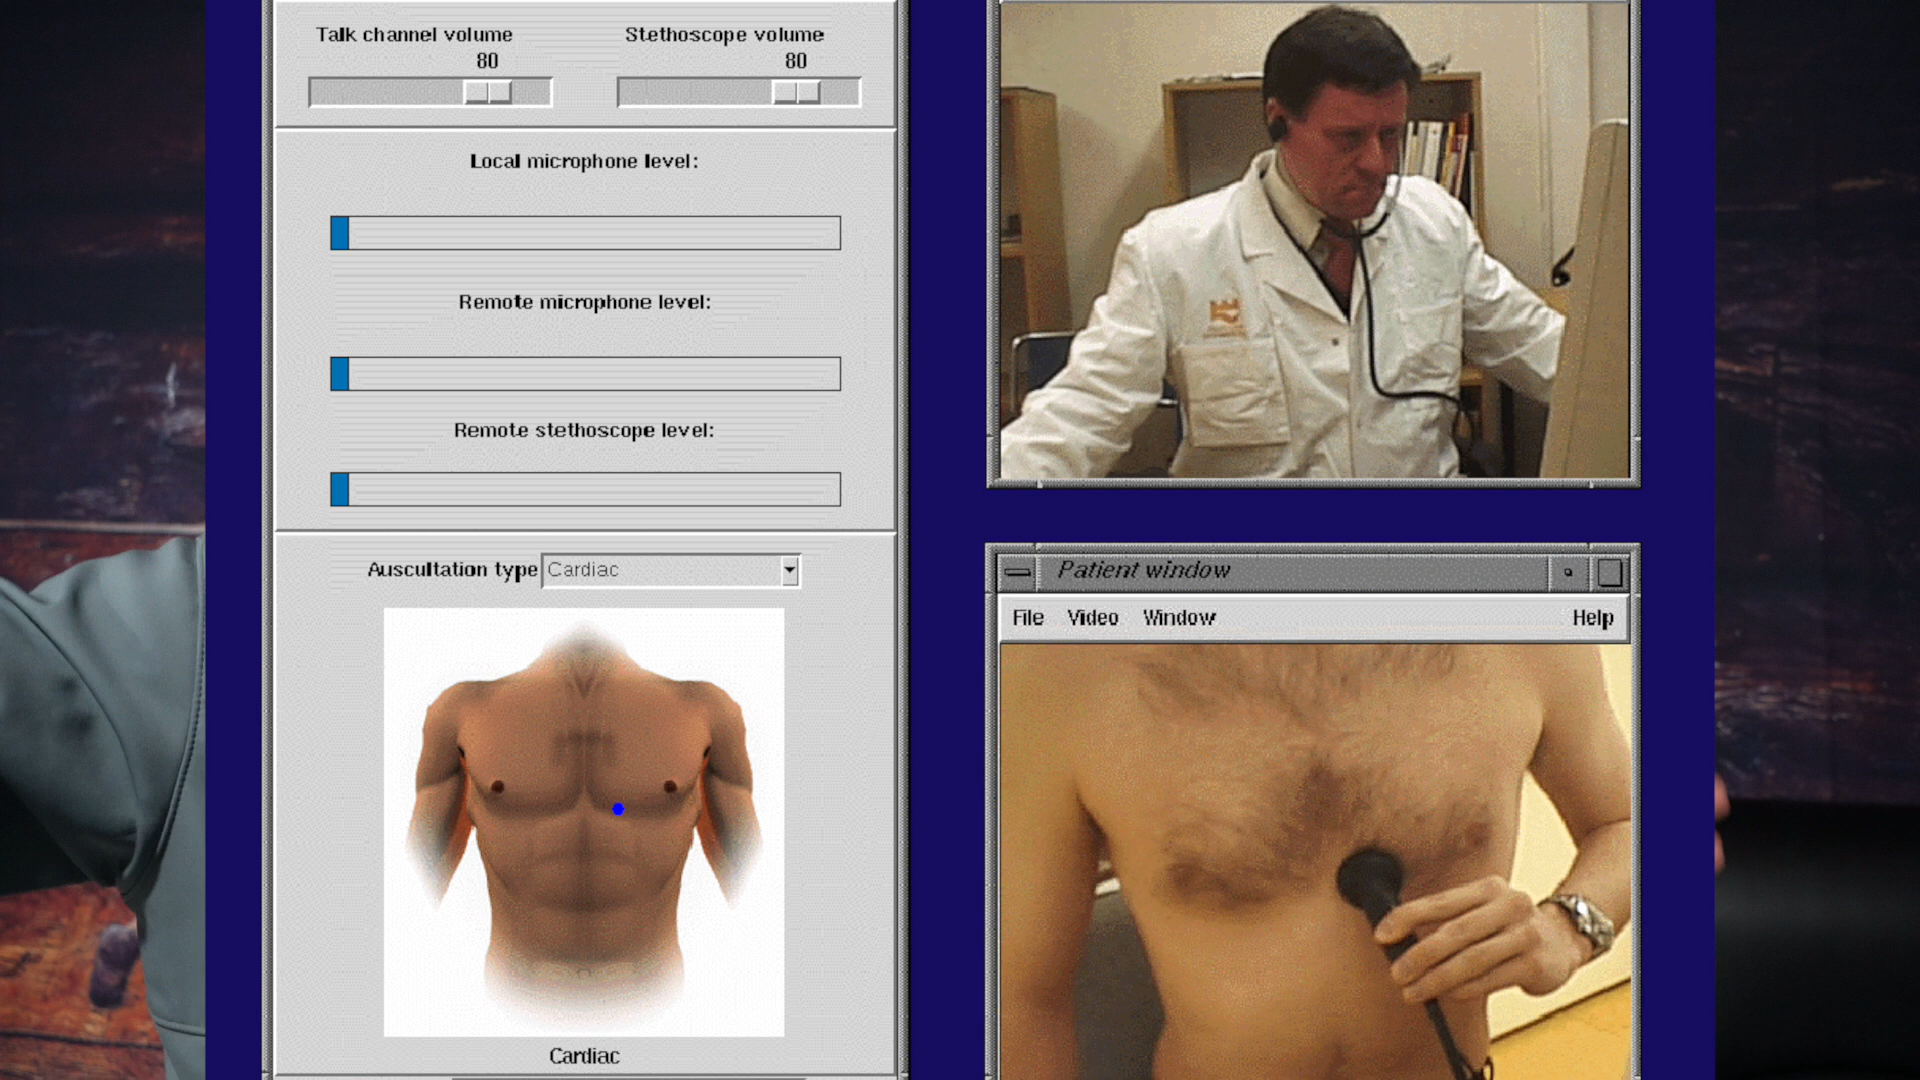 Talk channel volume
80
Stethoscope volume
80
Local microphone level:
Remote microphone level:
Remote stethoscope level:
Auscultation type Cardiac
Cardiac
Patient window
File Video Window Help